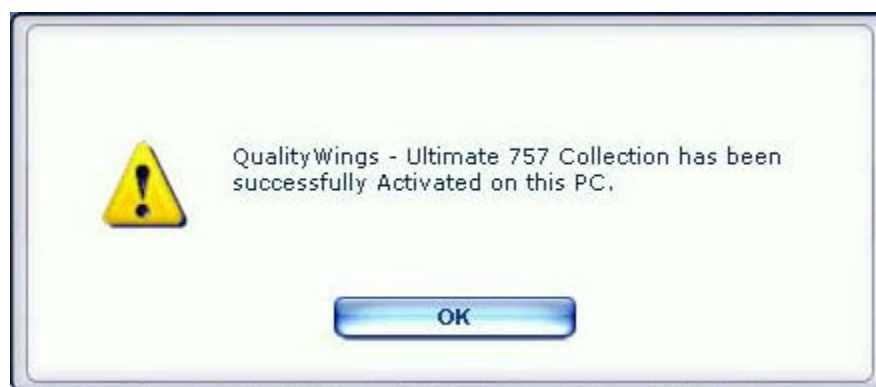 QualityWings - Ultimate 757 Collection has been
successfully Activated on this PC.
OK